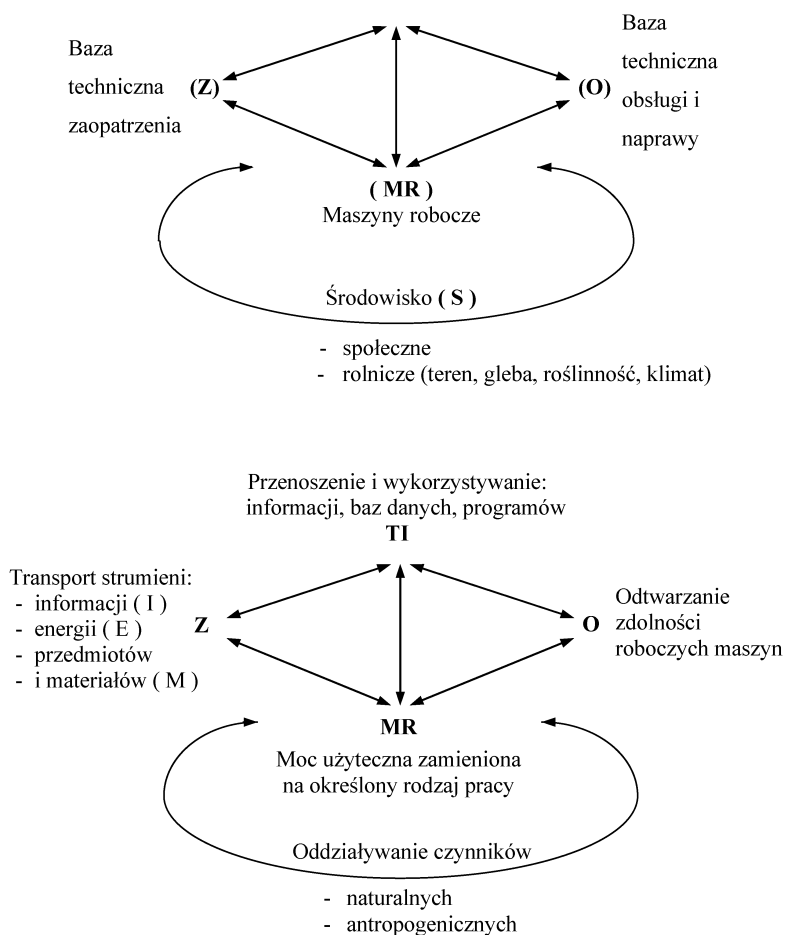 Baza
techniczna
zaopatrzenia
(Z)
(O)
Baza
techniczna
obsługi i
naprawy
( MR )
Maszyny robocze
Środowisko ( S )
- społeczne
- rolnicze (teren, gleba, roślinność, klimat)
Przenoszenie i wykorzystywanie:
informacji, baz danych, programów
TI
Transport strumieni:
- informacji ( I )
- energii ( E )
- przedmiotów
- i materiałów ( M )
Z
O
Odtwarzanie
zdolności
roboczych maszyn
MR
Moc użyteczna zamieniona
na określony rodzaj pracy
Oddziaływanie czynników
- naturalnych
- antropogenicznych